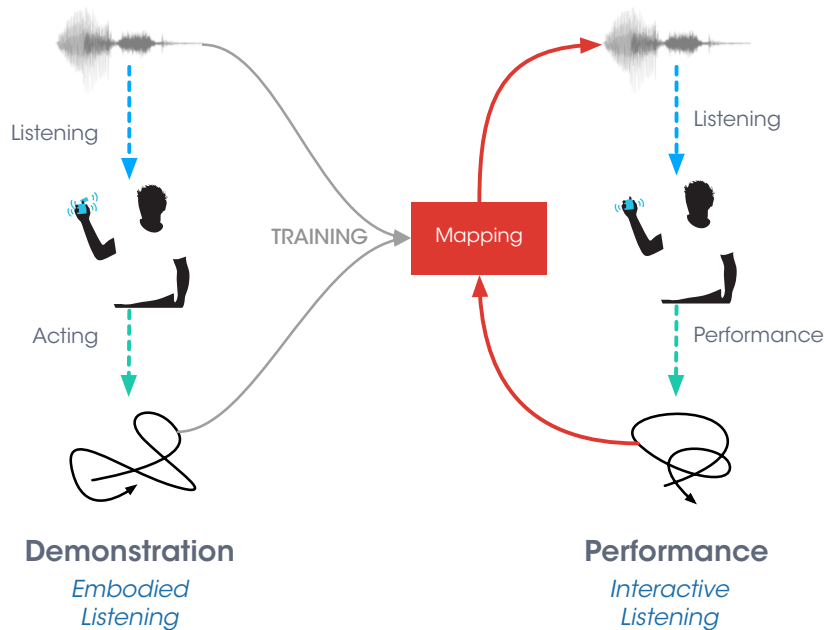 Listening
Listening
TRAINING
Mapping
Acting
Performance
Demonstration
Performance
Embodied
Listening
Interactive
Listening